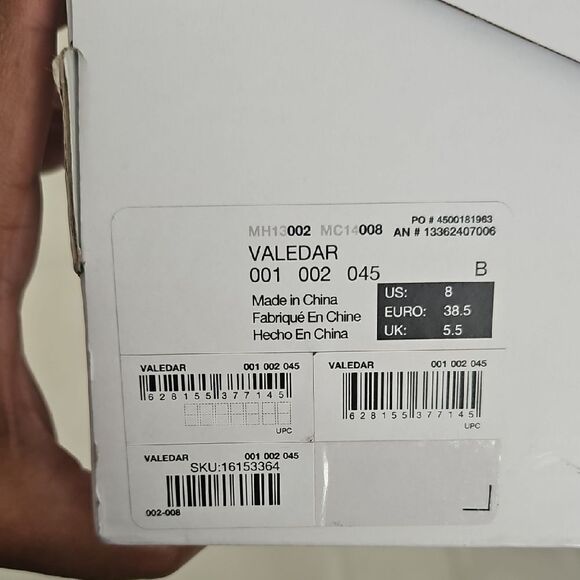 MH13002 MC14008
PO # 4500181963
AN # 13362407006
VALEDAR
001 002 045
B
Made in China
Fabriqué En Chine
Hecho En China
US: 8
EURO: 38.5
UK: 5.5
VALEDAR 001 002 045
628155377145
UPC
VALEDAR 001 002 045
628155377145
UPC
VALEDAR 001 002 045
SKU:16153364
002-008